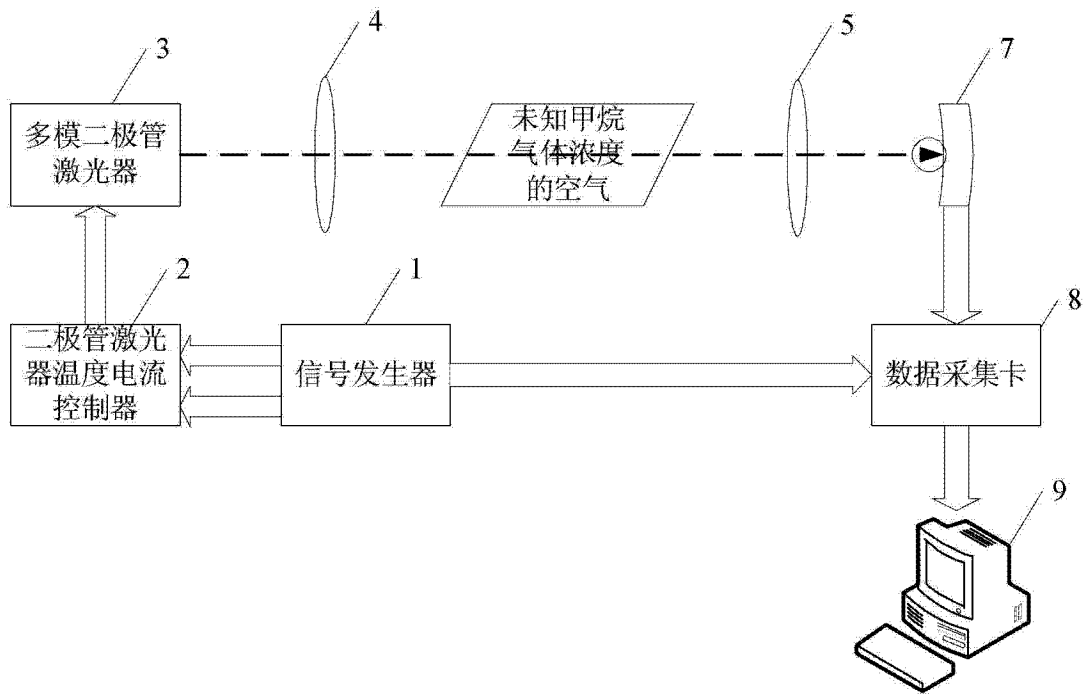 4
5
7
3
多模二极管
激光器
未知甲烷
气体浓度
的空气
2
1
8
二极管激光
器温度电流
控制器
信号发生器
数据采集卡
9